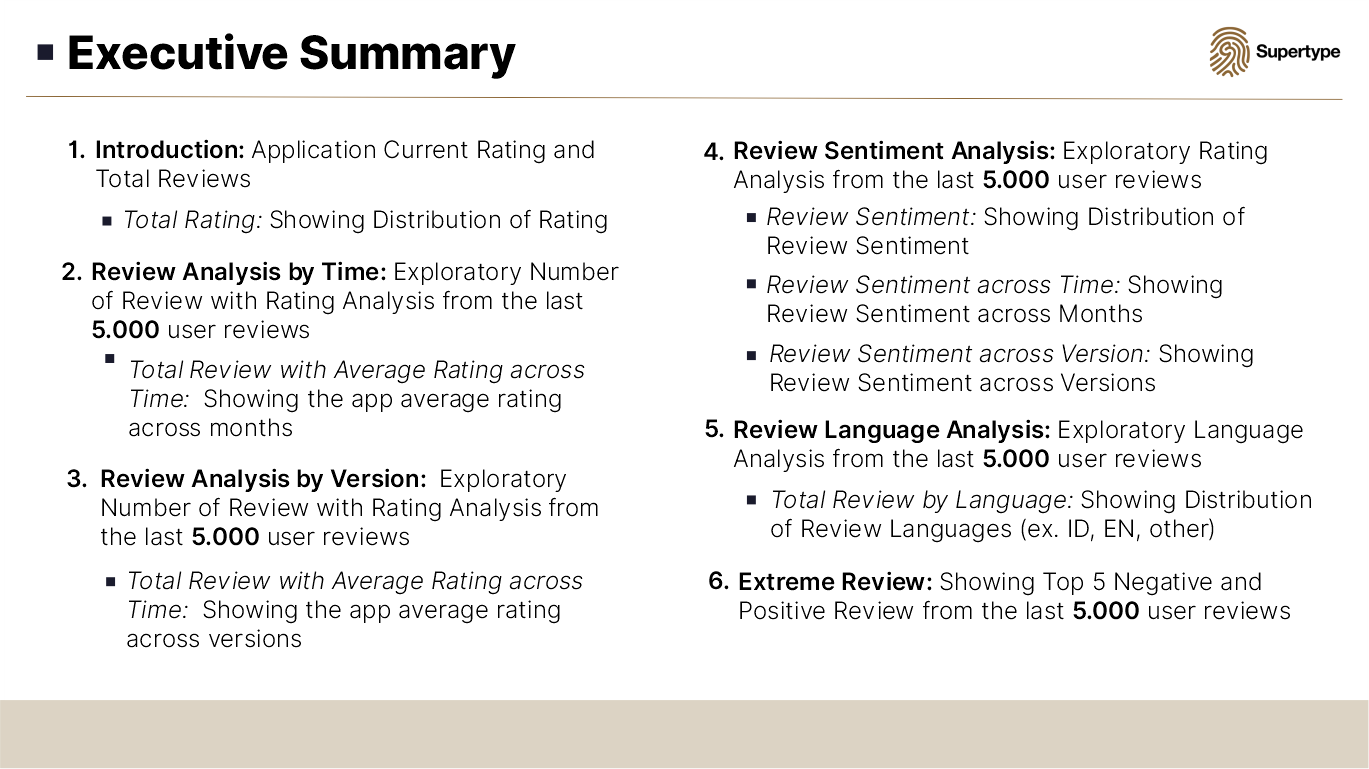 Executive Summary
Supertype
1. Introduction: Application Current Rating and
Total Reviews
Total Rating: Showing Distribution of Rating
2. Review Analysis by Time: Exploratory Number
of Review with Rating Analysis from the last
5.000 user reviews
Total Review with Average Rating across
Time: Showing the app average rating
across months
3. Review Analysis by Version: Exploratory
Number of Review with Rating Analysis from
the last 5.000 user reviews
Total Review with Average Rating across
Time: Showing the app average rating
across versions
4. Review Sentiment Analysis: Exploratory Rating
Analysis from the last 5.000 user reviews
Review Sentiment: Showing Distribution of
Review Sentiment
Review Sentiment across Time: Showing
Review Sentiment across Months
Review Sentiment across Version: Showing
Review Sentiment across Versions
5. Review Language Analysis: Exploratory Language
Analysis from the last 5.000 user reviews
Total Review by Language: Showing Distribution
of Review Languages (ex. ID, EN, other)
6. Extreme Review: Showing Top 5 Negative and
Positive Review from the last 5.000 user reviews